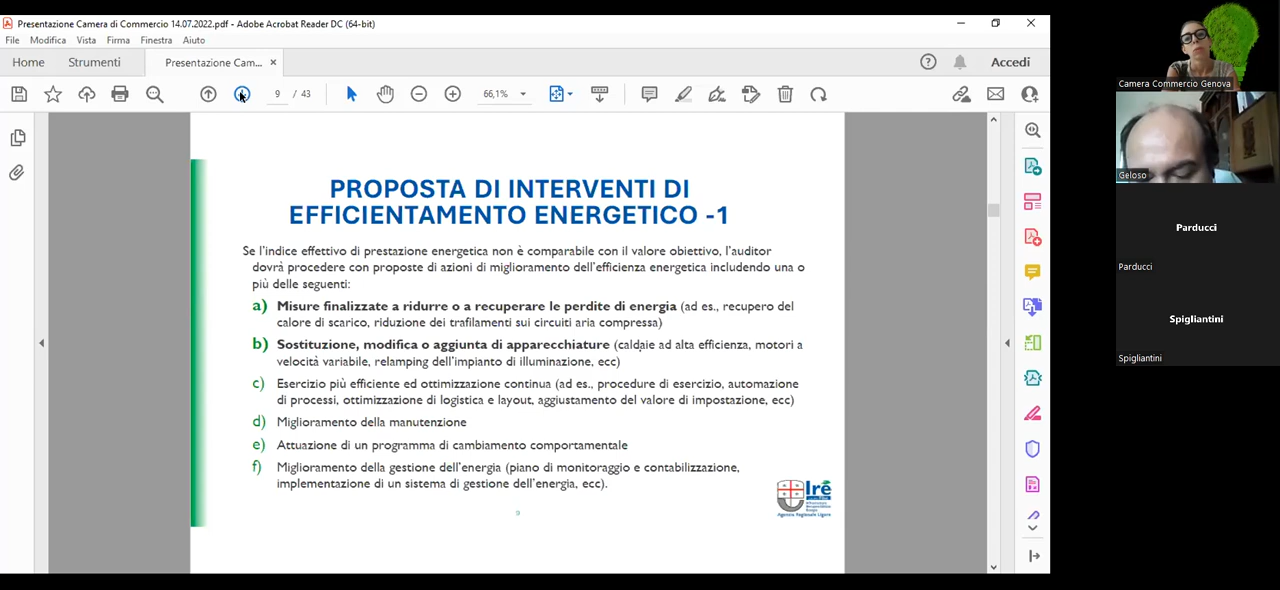 Presentazione Camera di Commercio 14.07.2022.pdf - Adobe Acrobat Reader DC (64-bit)
File Modifica Vista Firma Finestra Aiuto
Home Strumenti Presentazione Cam... × Accedi
9 / 43 66,1%
PROPOSTA DI INTERVENTI DI
EFFICIENTAMENTO ENERGETICO -1
Se l'indice effettivo di prestazione energetica non è comparabile con il valore obiettivo, l'auditor
dovrà procedere con proposte di azioni di miglioramento dell'efficienza energetica includendo una o
più delle seguenti:
a) Misure finalizzate a ridurre o a recuperare le perdite di energia (ad es., recupero del
calore di scarico, riduzione dei trafilamenti sui circuiti aria compressa)
b) Sostituzione, modifica o aggiunta di apparecchiature (caldaie ad alta efficienza, motori a
velocità variabile, relamping dell'impianto di illuminazione, ecc)
c) Esercizio più efficiente ed ottimizzazione continua (ad es., procedure di esercizio, automazione
di processi, ottimizzazione di logistica e layout, aggiustamento del valore di impostazione, ecc)
d) Miglioramento della manutenzione
e) Attuazione di un programma di cambiamento comportamentale
f) Miglioramento della gestione dell'energia (piano di monitoraggio e contabilizzazione,
implementazione di un sistema di gestione dell'energia, ecc).
Ire
Agenzia Regionale Ligure
9
Camera Commercio Genova
Geloso
Parducci
Parducci
Spigliantini
Spigliantini